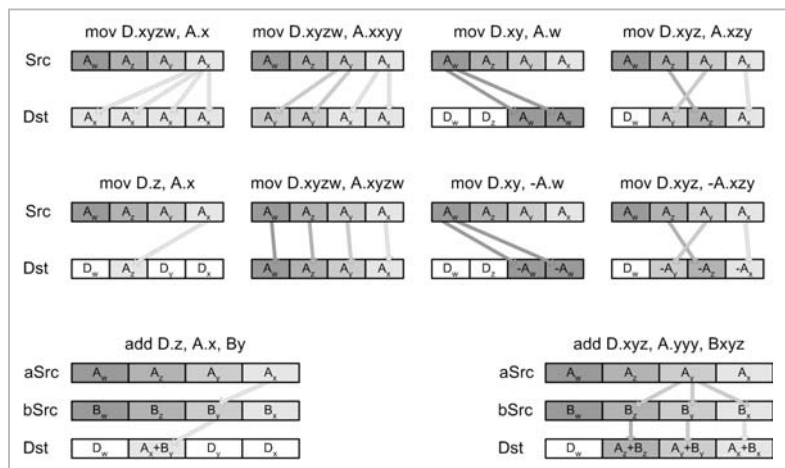 mov D.xyzw, A.x mov D.xyzw, A.xxyy mov D.xy, A.w mov D.xyz, A.xzy
Src Aw Az Ay Ax Aw Az Ay Ax Aw Az Ay Ax Aw Az Ay Ax
Dst Ax Ax Ax Ax Ay Ay Ax Ax Dw Dz Aw Aw Dw Ay Az Ax
mov D.z, A.x mov D.xyzw, A.xyzw mov D.xy, -A.w mov D.xyz, -A.xzy
Src Aw Az Ay Ax Aw Az Ay Ax Aw Az Ay Ax Aw Az Ay Ax
Dst Dw Az Dy Dx Aw Az Ay Ax Dw Dz -Aw -Aw Dw -Ay -Az -Ax
add D.z, A.x, By add D.xyz, A.yyy, Bxyz
aSrc Aw Az Ay Ax aSrc Aw Az Ay Ax
bSrc Bw Bz By Bx bSrc Bw Bz By Bx
Dst Dw Ax+By Dy Dx Dst Dw Az+Bz Ay+By Ax+Bx